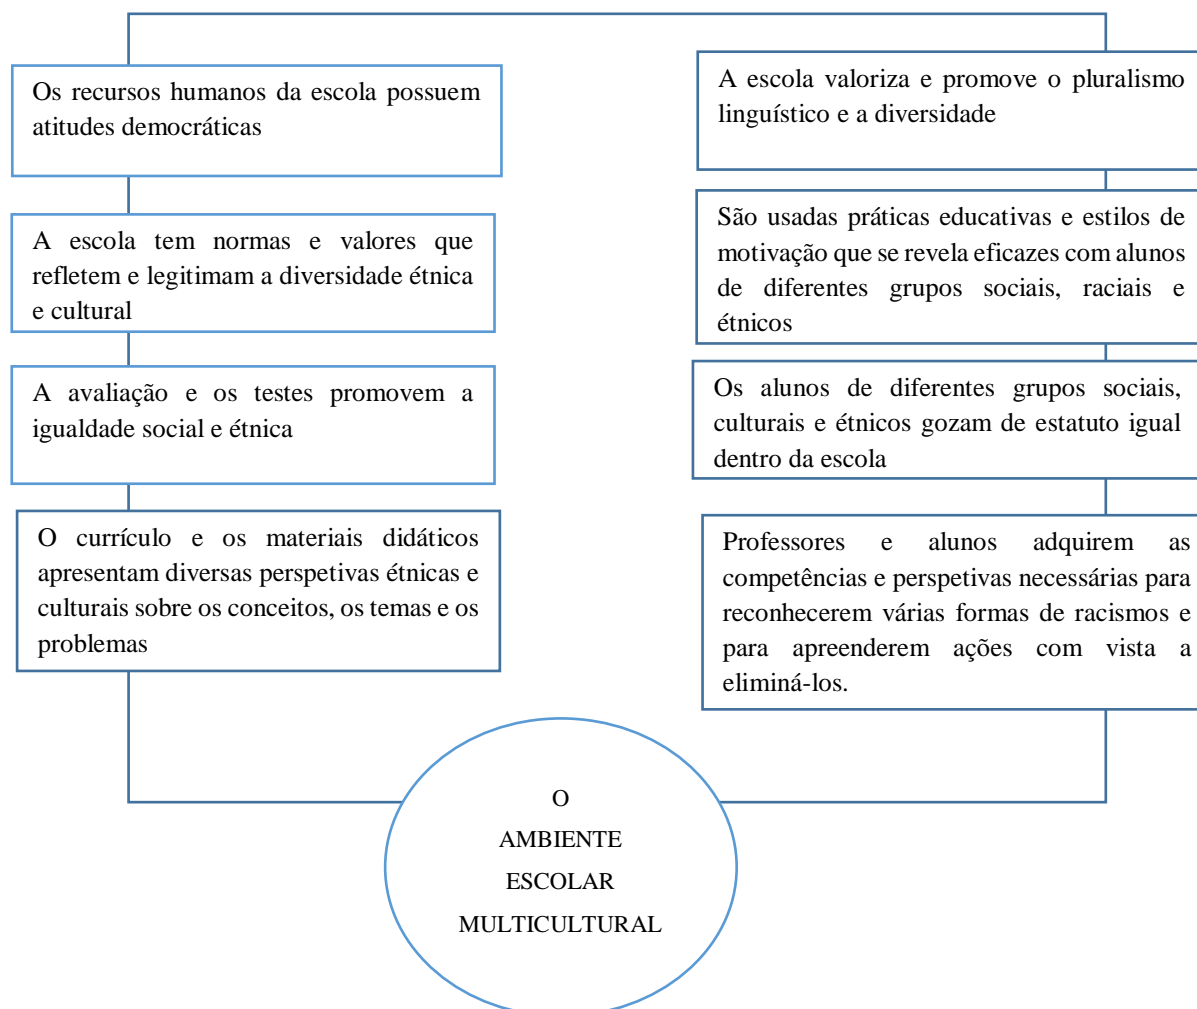 Os recursos humanos da escola possuem
atitudes democráticas
A escola tem normas e valores que
refletem e legitimam a diversidade étnica
e cultural
A avaliação e os testes promovem a
igualdade social e étnica
O currículo e os materiais didáticos
apresentam diversas perspetivas étnicas e
culturais sobre os conceitos, os temas e os
problemas
A escola valoriza e promove o pluralismo
linguístico e a diversidade
São usadas práticas educativas e estilos de
motivação que se revela eficazes com alunos
de diferentes grupos sociais, raciais e
étnicos
Os alunos de diferentes grupos sociais,
culturais e étnicos gozam de estatuto igual
dentro da escola
Professores e alunos adquirem as
competências e perspetivas necessárias para
reconhecerem várias formas de racismos e
para apreenderem ações com vista a
eliminá-los.
O
AMBIENTE
ESCOLAR
MULTICULTURAL